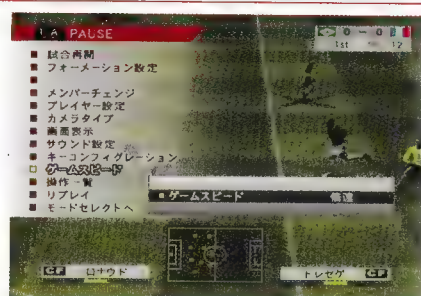 PAUSE
0 - 0
1st 12
試合再開
フォーメーション設定
メンバーチェンジ
プレイヤー設定
カメラタイプ
画面表示
サウンド設定
キーコンフィグレーション
ゲームスピード
操作一覧
リプレイ
モードセレクトへ
ゲームスピード 倍速
CF ロナウド
トレセゲ CF